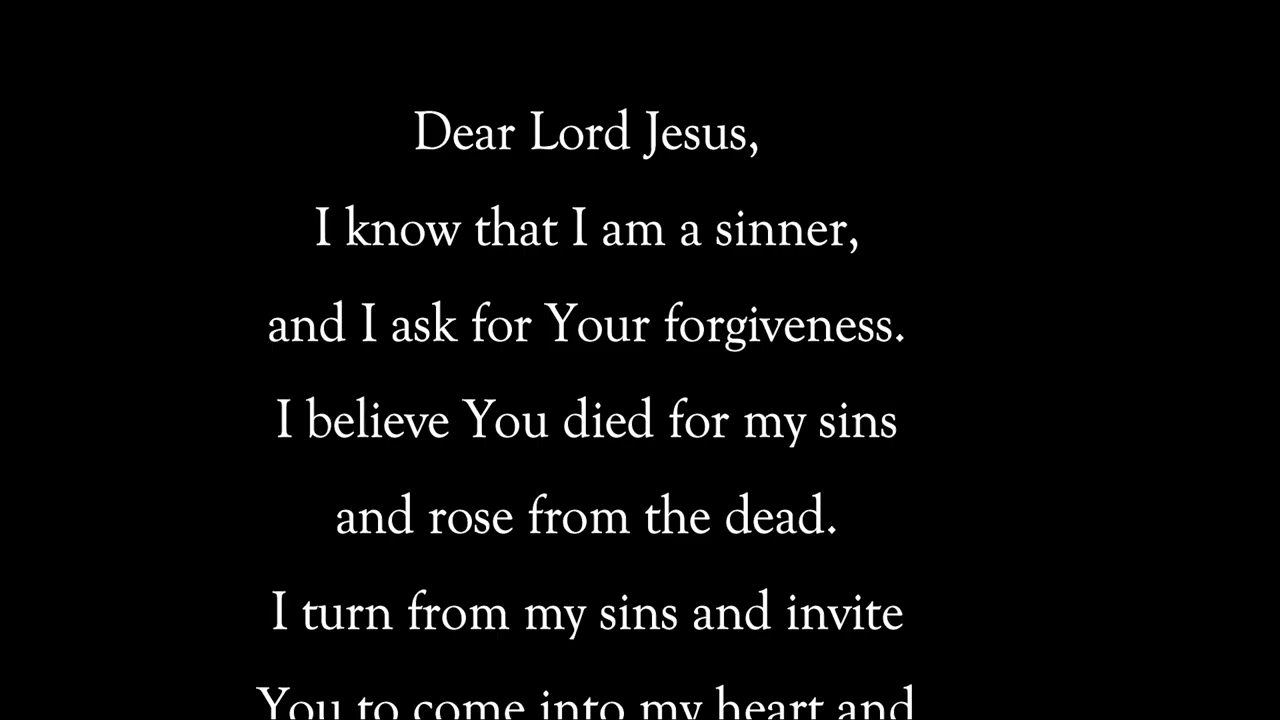 Dear Lord Jesus,
I know that I am a sinner,
and I ask for Your forgiveness.
I believe You died for my sins
and rose from the dead.
I turn from my sins and invite
You to come into my heart and